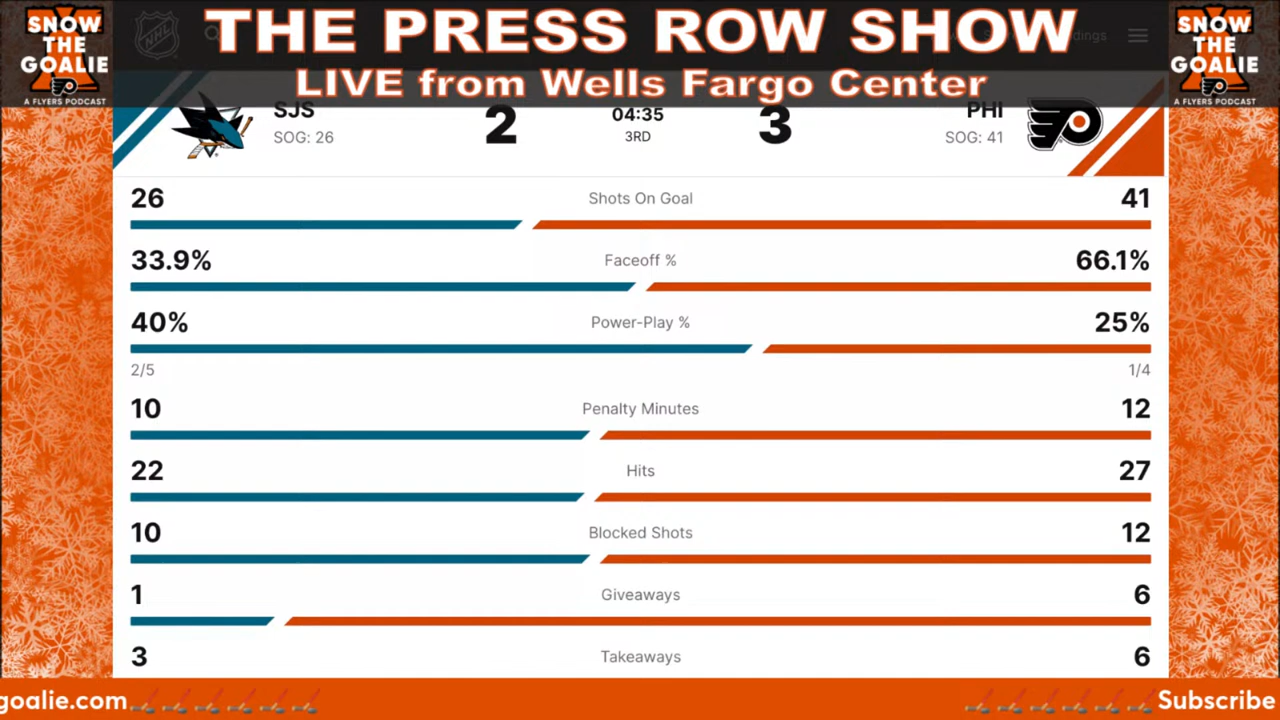 SNOW
THE
GOALIE
A FLYERS PODCAST
THE PRESS ROW SHOW
LIVE from Wells Fargo Center
SNOW
THE
GOALIE
A FLYERS PODCAST
NHL
SJS
SOG: 26
2
04:35
3RD
3
PHI
SOG: 41
26 Shots On Goal 41
33.9% Faceoff % 66.1%
40% Power-Play % 25%
2/5 1/4
10 Penalty Minutes 12
22 Hits 27
10 Blocked Shots 12
1 Giveaways 6
3 Takeaways 6
goalie.com
Subscribe